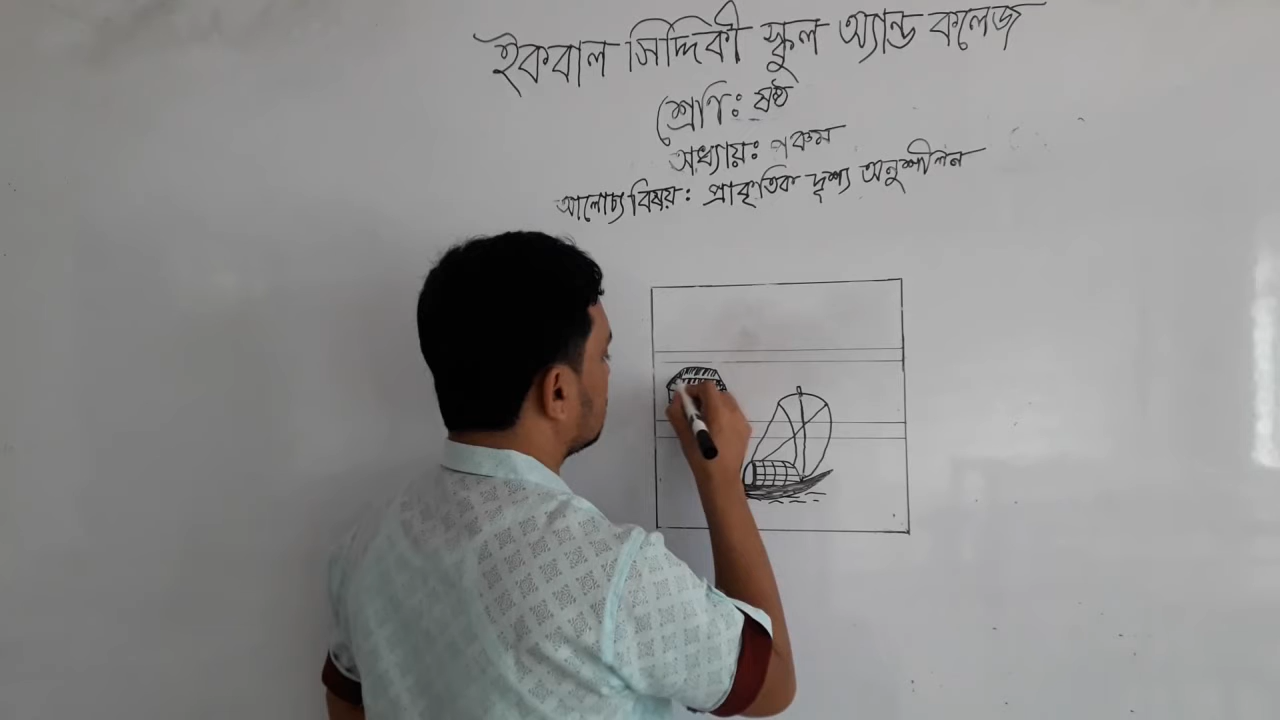 ইকবাল সিদ্দিকী স্কুল অ্যান্ড কলেজ
শ্রেণি: ষষ্ঠ
অধ্যায়: পঞ্চম
আলোচ্য বিষয়: প্রাকৃতিক দৃশ্য অনুশীলন